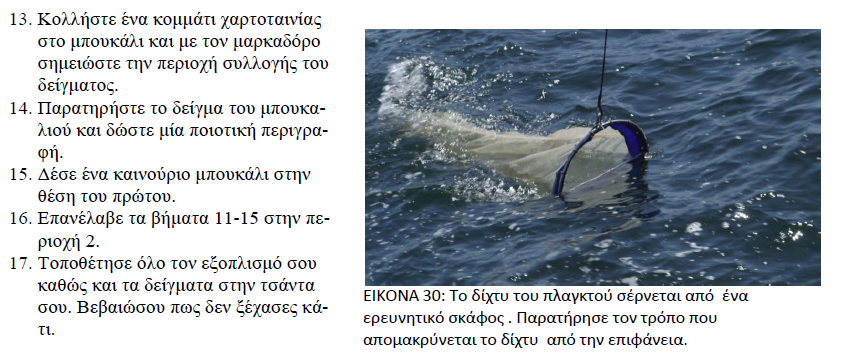 13. Κολλήστε ένα κομμάτι χαρτοταινίας
στο μπουκάλι και με τον μαρκαδόρο
σημειώστε την περιοχή συλλογής του
δείγματος.
14. Παρατηρήστε το δείγμα του μπουκα-
λιού και δώστε μία ποιοτική περιγρα-
φή.
15. Δέσε ένα καινούριο μπουκάλι στην
θέση του πρώτου.
16. Επανέλαβε τα βήματα 11-15 στην πε-
ριοχή 2.
17. Τοποθέτησε όλο τον εξοπλισμό σου
καθώς και τα δείγματα στην τσάντα
σου. Βεβαιώσου πως δεν ξέχασες κά-
τι.
ΕΙΚΟΝΑ 30: Το δίχτυ του πλαγκτού σέρνεται από ένα
ερευνητικό σκάφος . Παρατήρησε τον τρόπο που
απομακρύνεται το δίχτυ από την επιφάνεια.